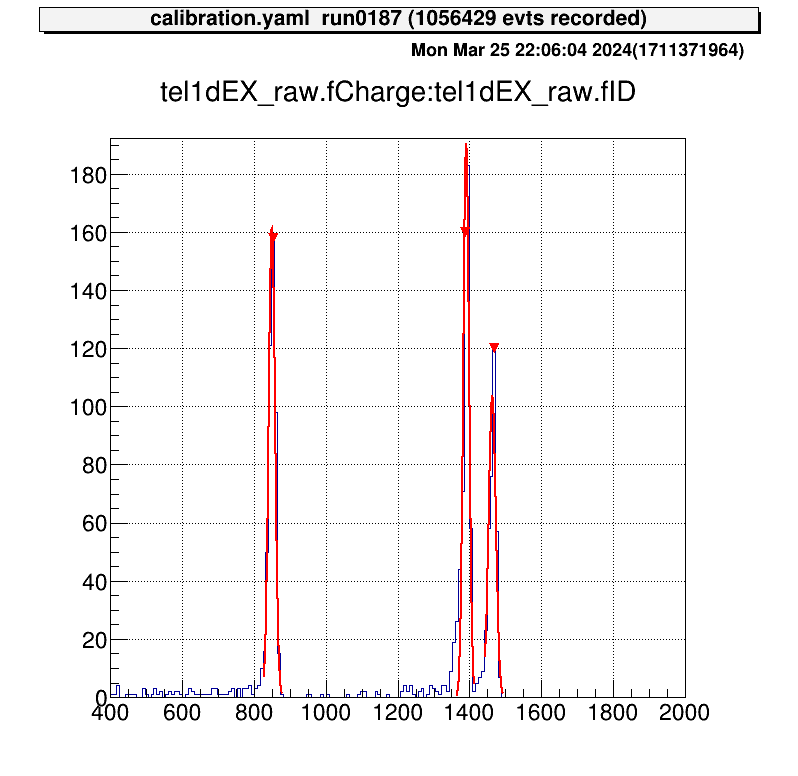 calibration.yaml run0187 (1056429 evts recorded)
Mon Mar 25 22:06:04 2024(1711371964)
tel1dEX_raw.fCharge:tel1dEX_raw.fID
180
160
140
120
100
80
60
40
20
0
400 600 800 1000 1200 1400 1600 1800 2000